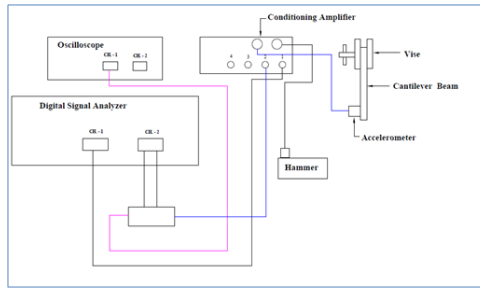 Conditioning Amplifier
Oscilloscope
CH.-1
CH.-2
4
3
2
1
Vise
Cantilever Beam
Accelerometer
Digital Signal Analyzer
CH.-1
CH.-2
Hammer